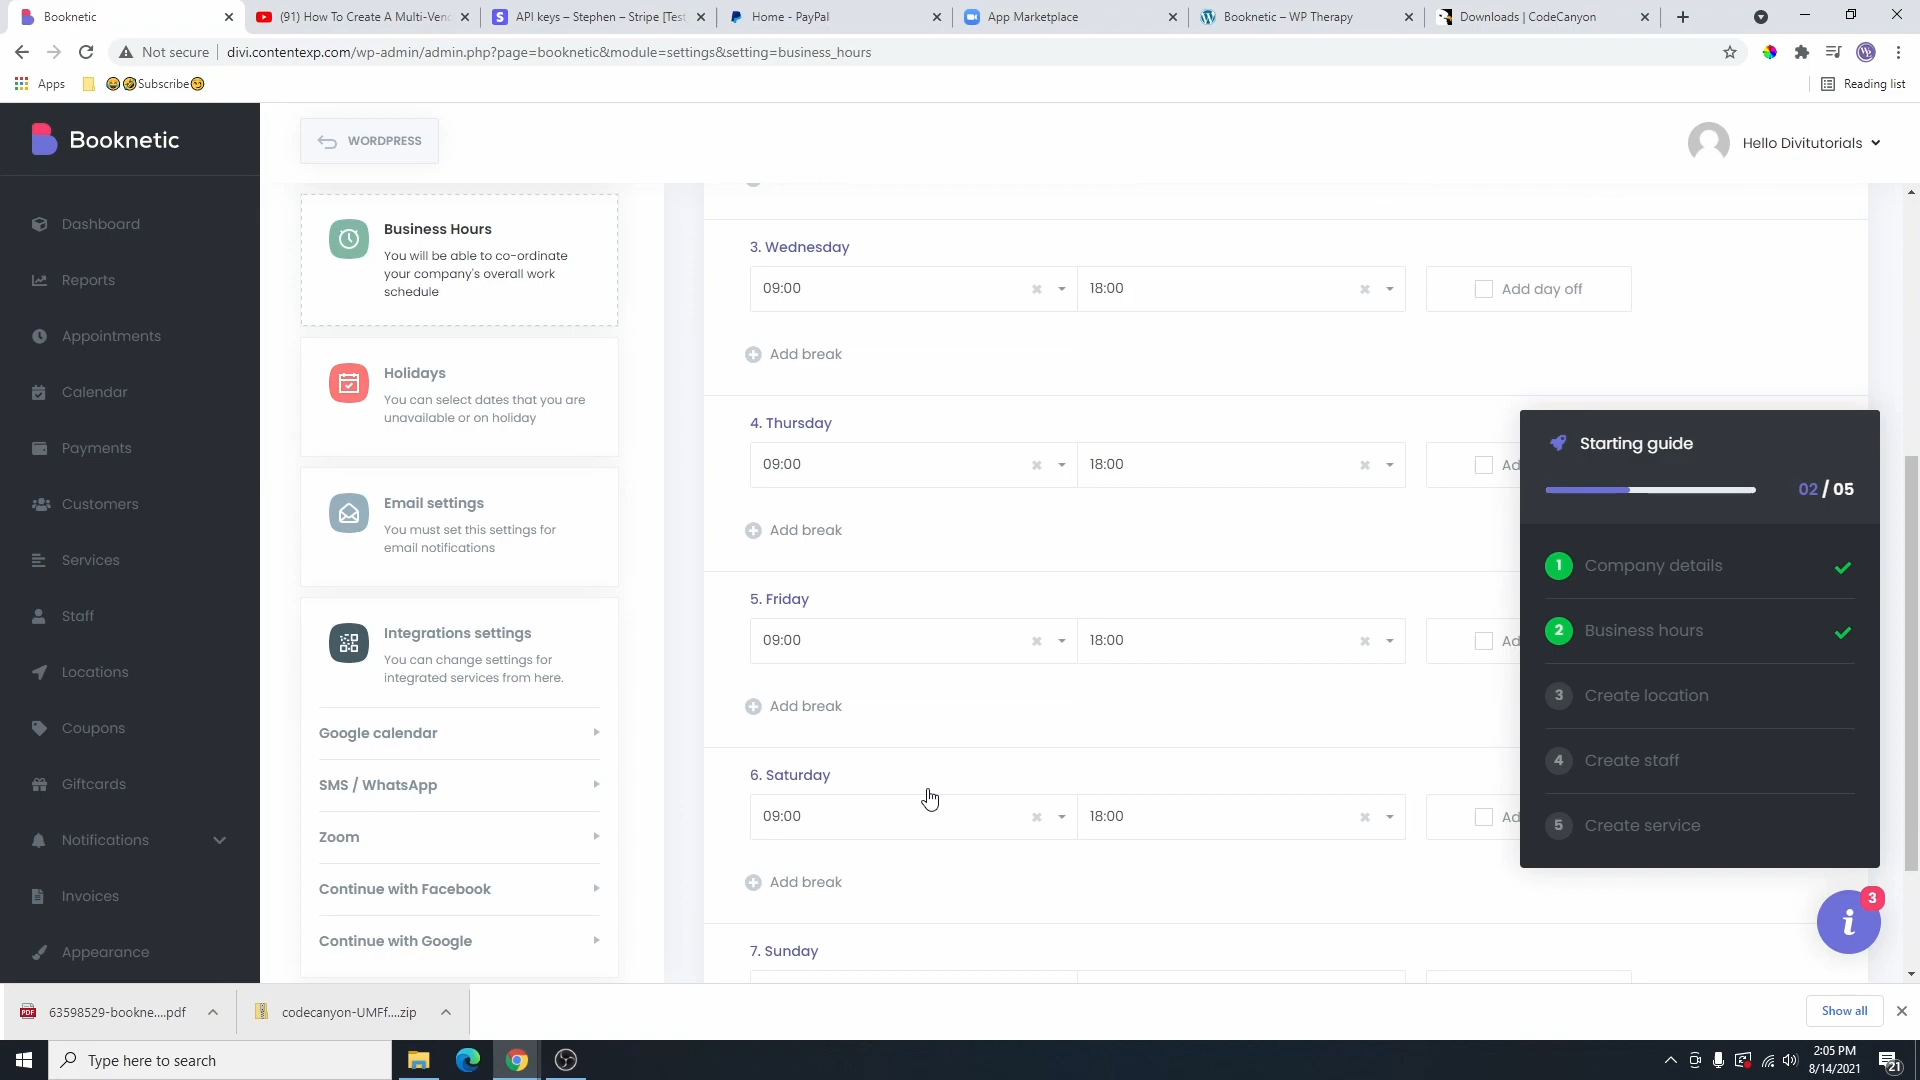 Booknetic
(91) How To Create A Multi-Venc
API keys – Stephen – Stripe [Test
Home - PayPal
App Marketplace
Booknetic – WP Therapy
Downloads | CodeCanyon
Not secure
divi.contentexp.com/wp-admin/admin.php?page=booknetic&module=settings&setting=business_hours
Apps
😄🤣Subscribe😏
Reading list
Booknetic
WORDPRESS
Hello Divitutorials
Dashboard
Reports
Appointments
Calendar
Payments
Customers
Services
Staff
Locations
Coupons
Giftcards
Notifications
Invoices
Appearance
Business Hours
You will be able to co-ordinate
your company's overall work
schedule
Holidays
You can select dates that you are
unavailable or on holiday
Email settings
You must set this settings for
email notifications
Integrations settings
You can change settings for
integrated services from here.
Google calendar
SMS / WhatsApp
Zoom
Continue with Facebook
Continue with Google
3. Wednesday
09:00 18:00 Add day off
Add break
4. Thursday
09:00 18:00 Ad
Add break
5. Friday
09:00 18:00 Ad
Add break
6. Saturday
09:00 18:00 Ad
Add break
7. Sunday
Starting guide
02 / 05
1 Company details
2 Business hours
3 Create location
4 Create staff
5 Create service
3
63598529-bookne....pdf
codecanyon-UMFf....zip
Show all
Type here to search
2:05 PM
8/14/2021
21